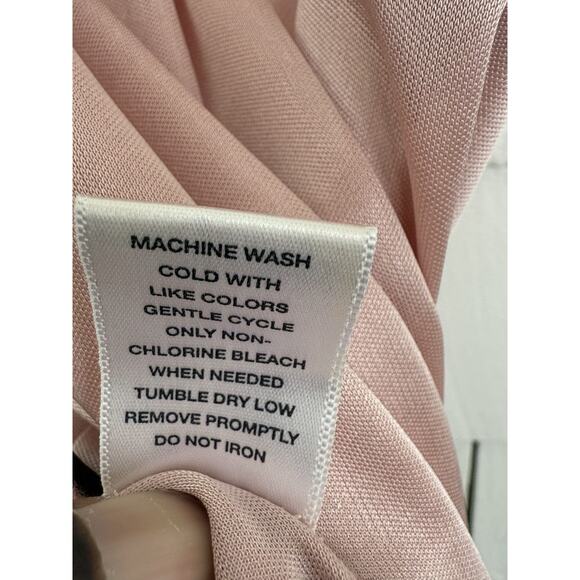 MACHINE WASH
COLD WITH
LIKE COLORS
GENTLE CYCLE
ONLY NON-
CHLORINE BLEACH
WHEN NEEDED
TUMBLE DRY LOW
REMOVE PROMPTLY
DO NOT IRON